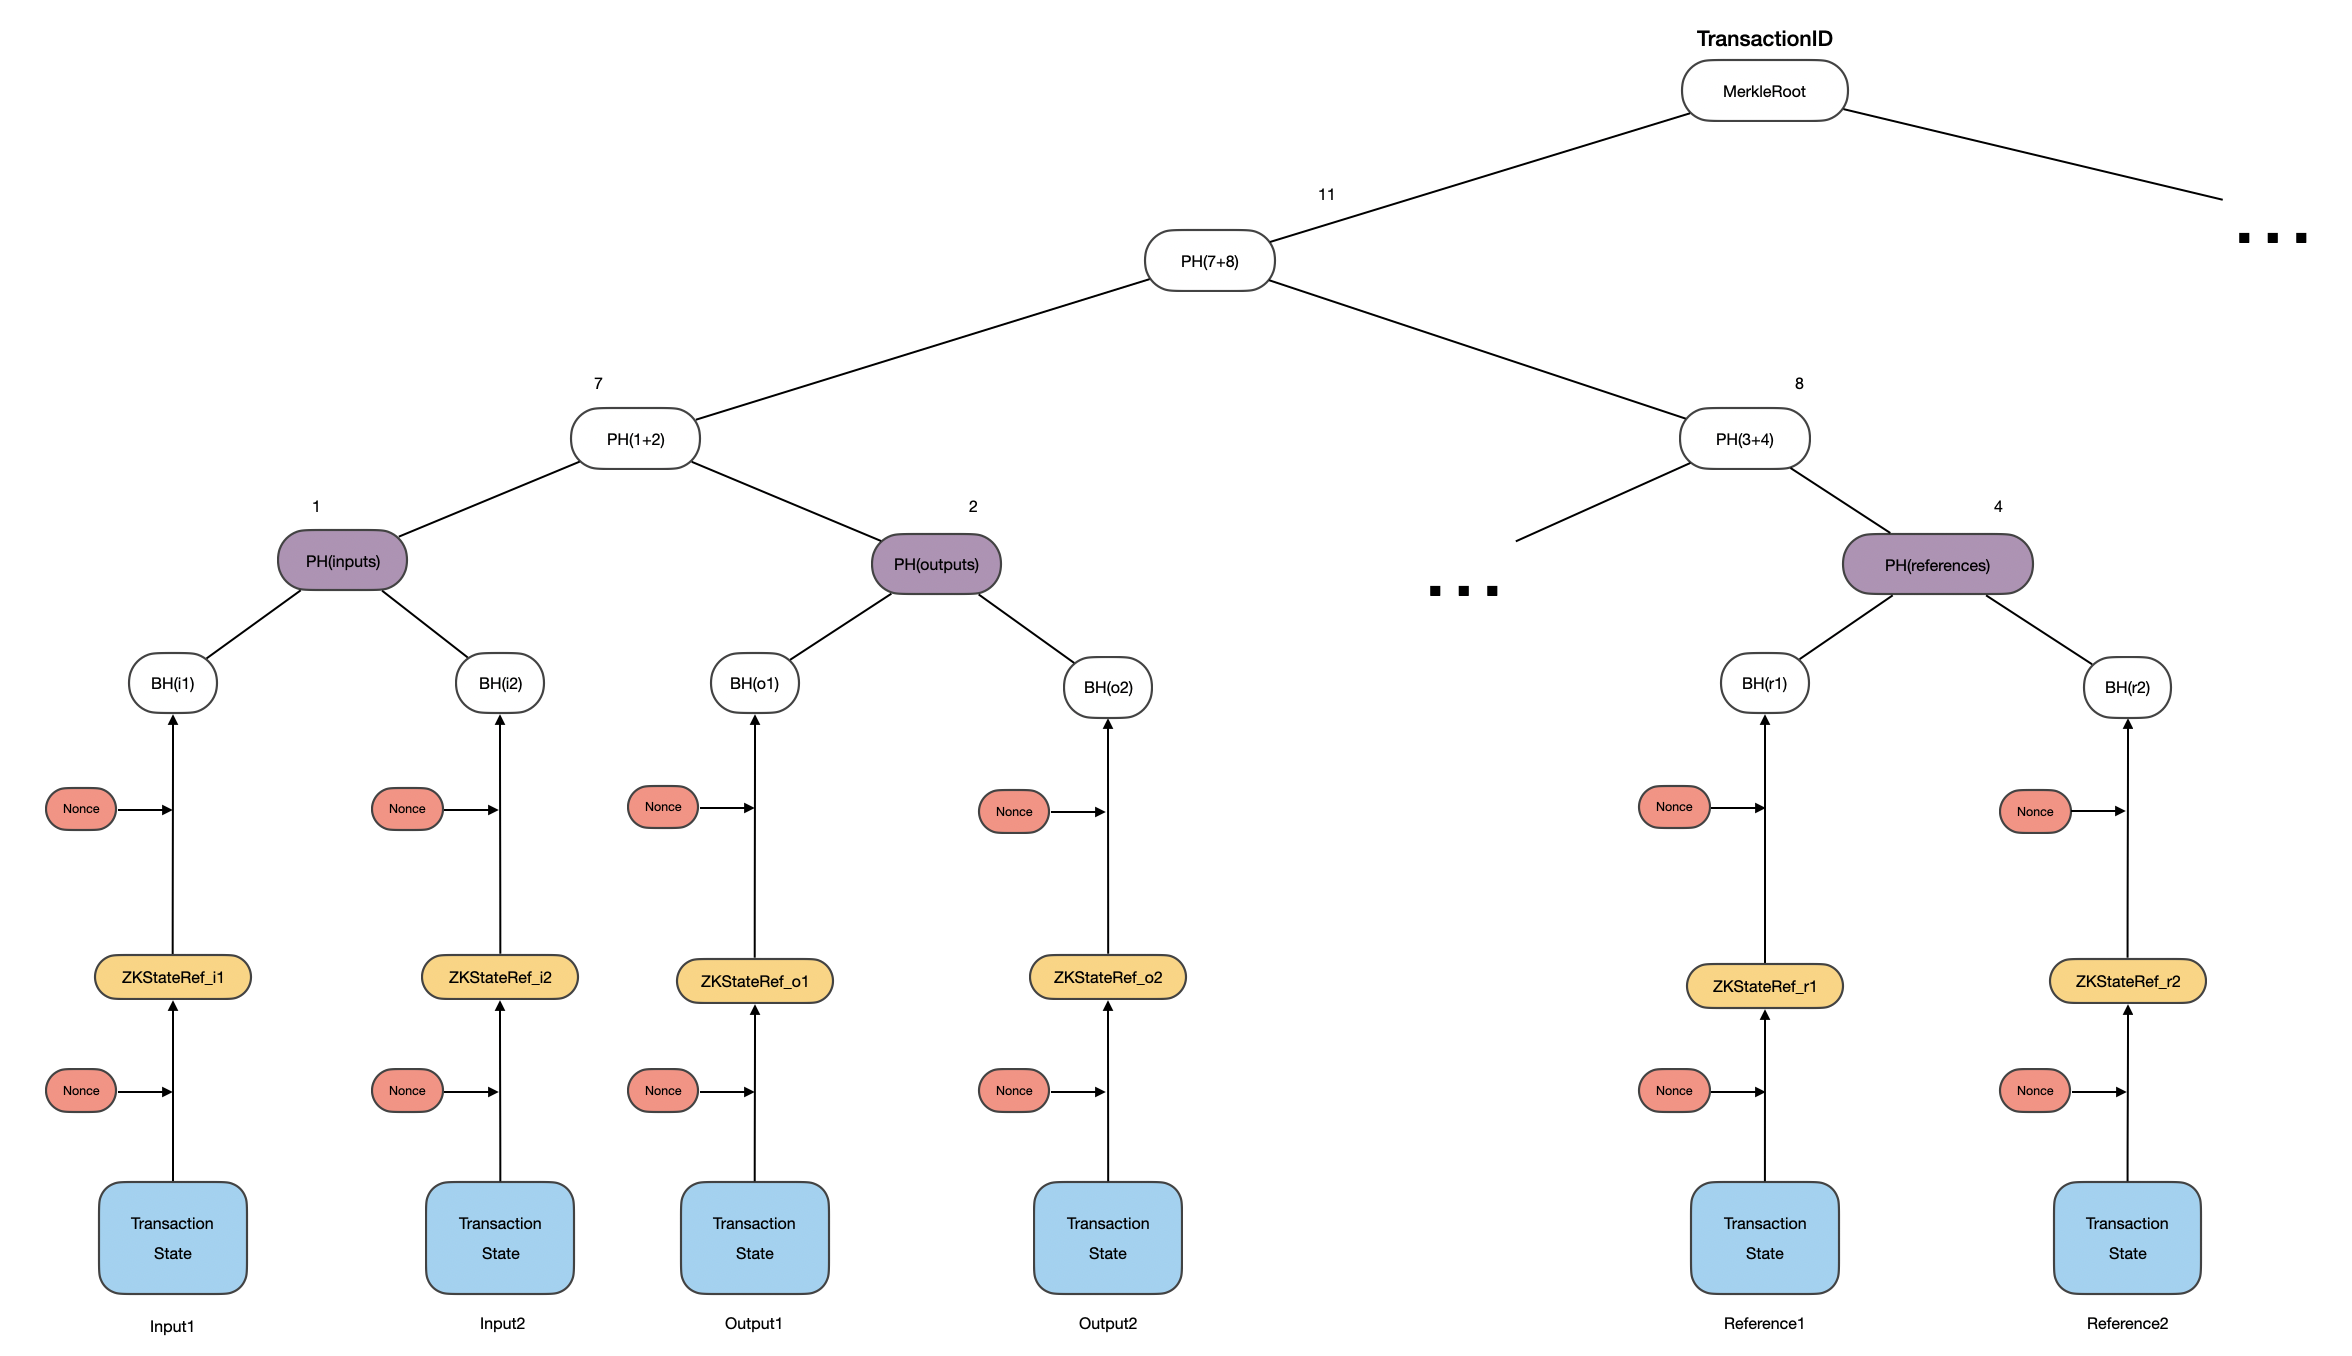 TransactionID
MerkleRoot
11
PH(7+8)
7
8
PH(1+2)
PH(3+4)
1
2
4
PH(inputs)
PH(outputs)
PH(references)
BH(i1)
BH(i2)
BH(o1)
BH(o2)
BH(r1)
BH(r2)
Nonce
Nonce
Nonce
Nonce
Nonce
Nonce
ZKStateRef_i1
ZKStateRef_i2
ZKStateRef_o1
ZKStateRef_o2
ZKStateRef_r1
ZKStateRef_r2
Nonce
Nonce
Nonce
Nonce
Nonce
Nonce
Transaction
State
Transaction
State
Transaction
State
Transaction
State
Transaction
State
Transaction
State
Input1
Input2
Output1
Output2
Reference1
Reference2